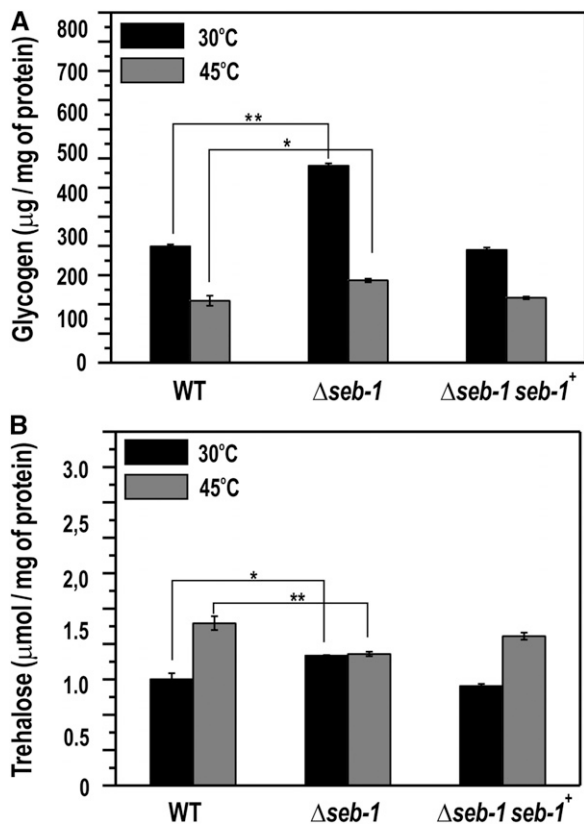 A
Glycogen (µg / mg of protein)
800
700
600
500
400
300
200
100
0
30°C
45°C
**
*
WT
Δseb-1
Δseb-1 seb-1⁺
B
Trehalose (µmol / mg of protein)
3.0
2,5
2,0
1.5
1.0
0.5
0
30°C
45°C
*
**
WT
Δseb-1
Δseb-1 seb-1⁺